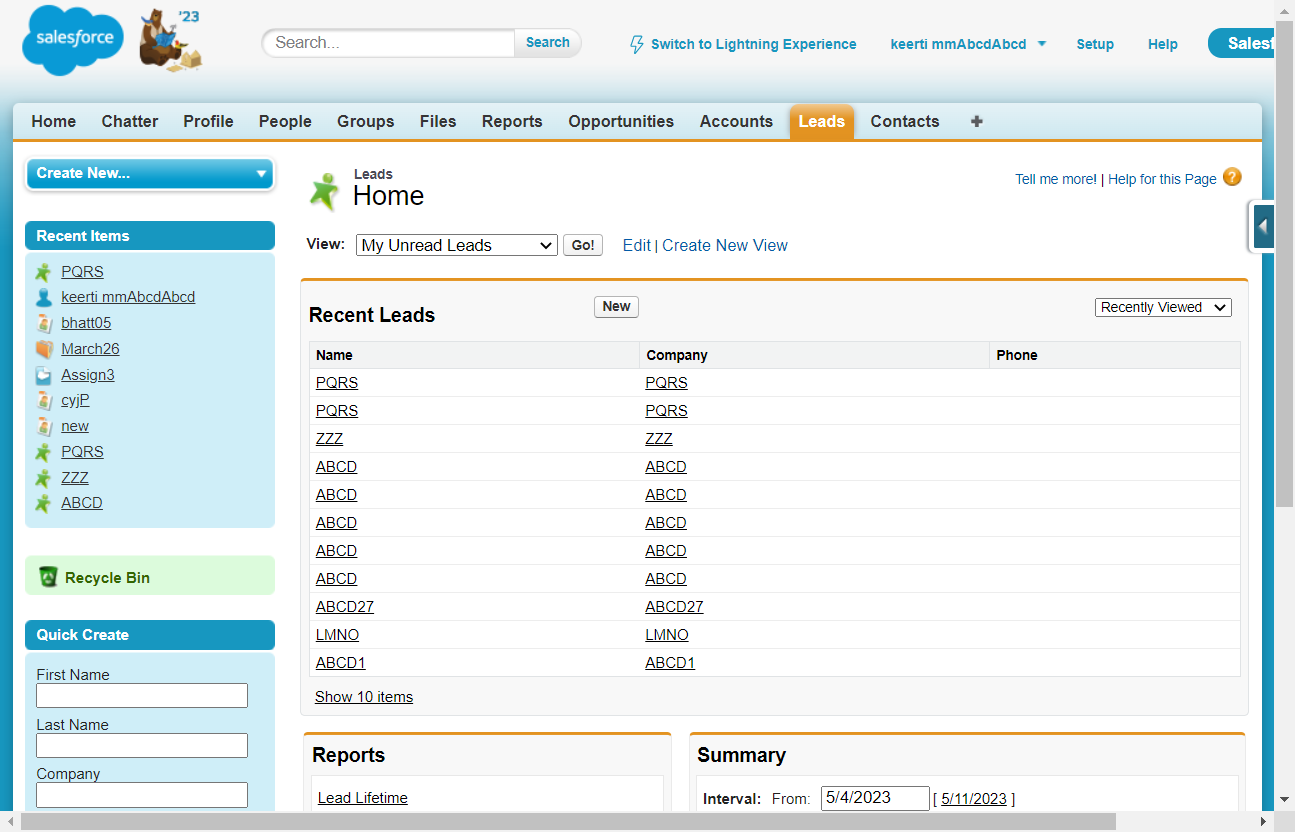 salesforce
'23
Search...
Search
Switch to Lightning Experience
keerti mmAbcdAbcd
Setup
Help
Home Chatter Profile People Groups Files Reports Opportunities Accounts Leads Contacts +
Create New...
Recent Items
PQRS
keerti mmAbcdAbcd
bhatt05
March26
Assign3
cyjP
new
PQRS
ZZZ
ABCD
Recycle Bin
Quick Create
First Name
Last Name
Company
Leads
Home
Tell me more! | Help for this Page ?
View: My Unread Leads Go! Edit | Create New View
Recent Leads New Recently Viewed
Name Company Phone
PQRS PQRS
PQRS PQRS
ZZZ ZZZ
ABCD ABCD
ABCD ABCD
ABCD ABCD
ABCD ABCD
ABCD ABCD
ABCD27 ABCD27
LMNO LMNO
ABCD1 ABCD1
Show 10 items
Reports
Lead Lifetime
Summary
Interval: From: 5/4/2023 [ 5/11/2023 ]